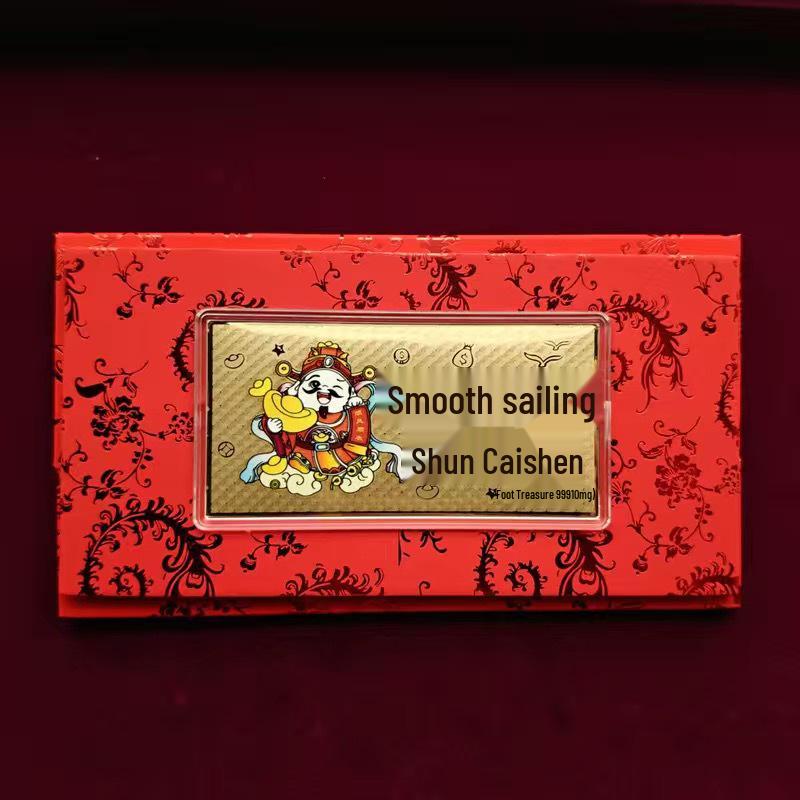 Smooth sailing
Shun Caishen
Foot Treasure 99910mg)